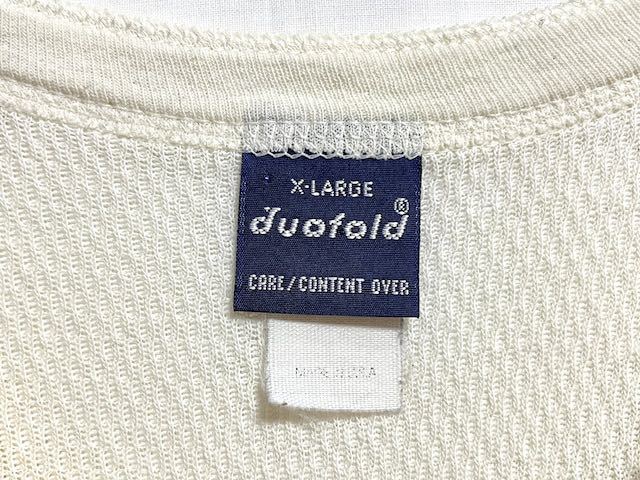 X-LARGE
duofold®
CARE/CONTENT OVER
MADE IN U.S.A